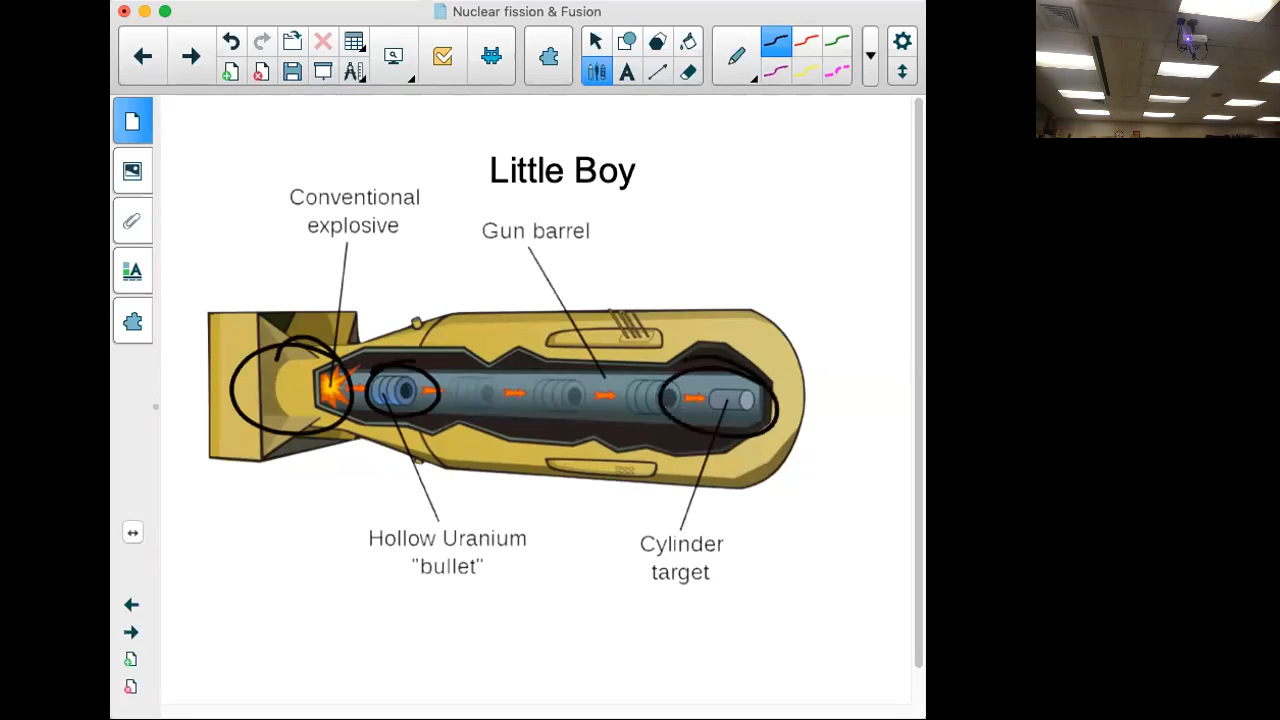 Nuclear fission & Fusion
Little Boy
Conventional
explosive
Gun barrel
Hollow Uranium
"bullet"
Cylinder
target